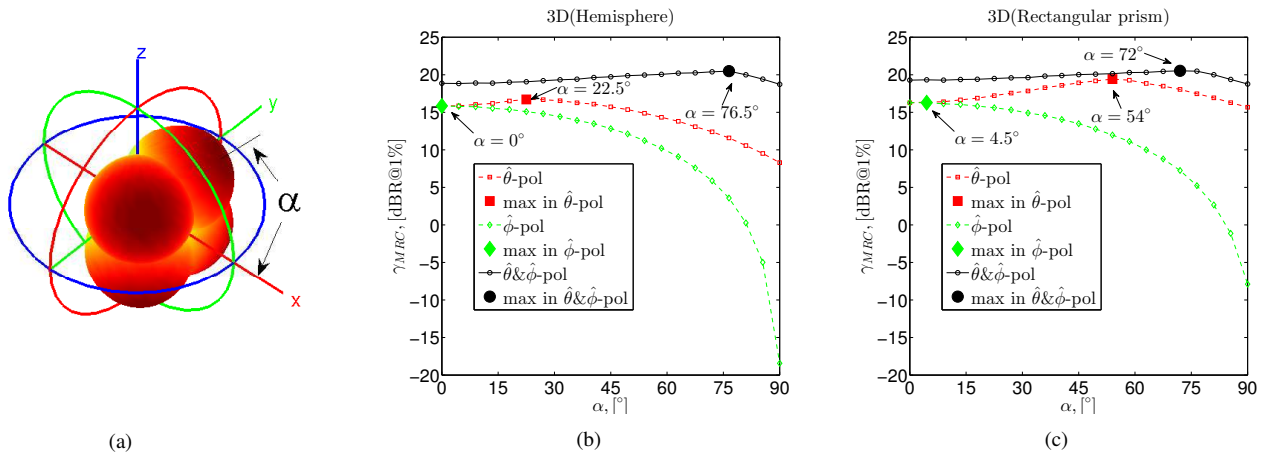 z
y
α
x
(a)
3D(Hemisphere)
γ_MRC, [dBR@1%]
25
20
15
10
5
0
−5
−10
−15
−20
α = 22.5°
α = 76.5°
α = 0°
θ̂-pol
max in θ̂-pol
ϕ̂-pol
max in ϕ̂-pol
θ̂&ϕ̂-pol
max in θ̂&ϕ̂-pol
0 15 30 45 60 75 90
α, [°]
(b)
3D(Rectangular prism)
γ_MRC, [dBR@1%]
25
20
15
10
5
0
−5
−10
−15
−20
α = 72°
α = 54°
α = 4.5°
θ̂-pol
max in θ̂-pol
ϕ̂-pol
max in ϕ̂-pol
θ̂&ϕ̂-pol
max in θ̂&ϕ̂-pol
0 15 30 45 60 75 90
α, [°]
(c)